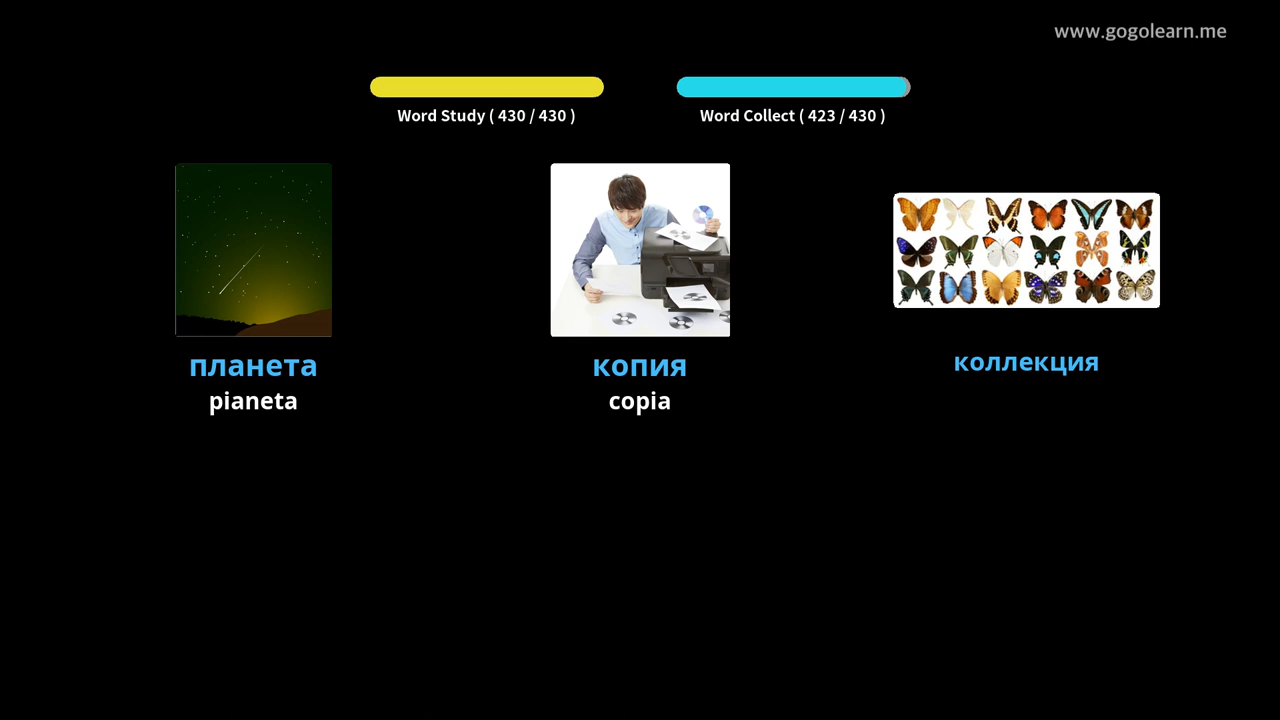 www.gogolearn.me
Word Study ( 430 / 430 )
Word Collect ( 423 / 430 )
планета
pianeta
копия
copia
коллекция